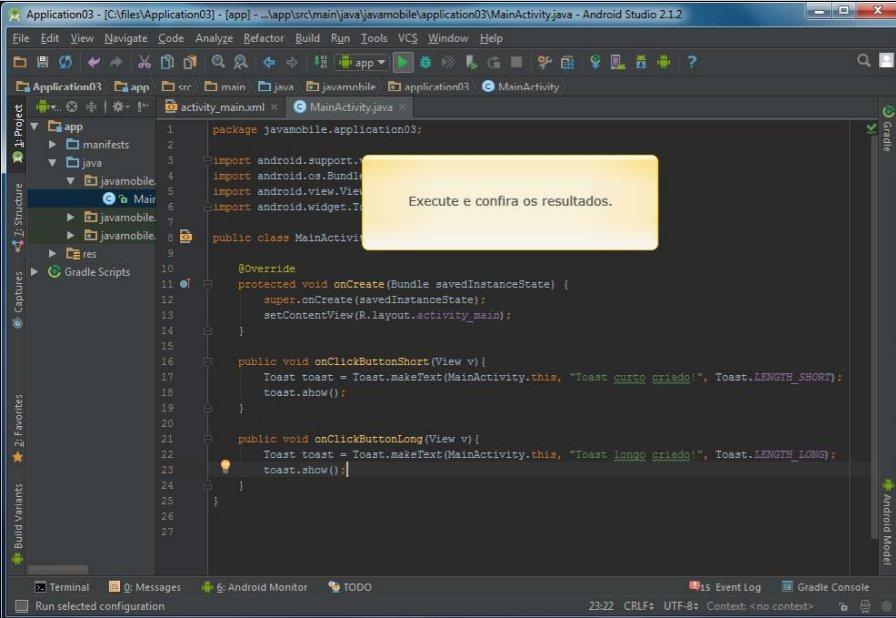 Application03 - [C:\files\Application03] - [app] - ...\app\src\main\java\javamobile\application03\MainActivity.java - Android Studio 2.1.2
File Edit View Navigate Code Analyze Refactor Build Run Tools VCS Window Help
app
Application03 app src main java javamobile application03 MainActivity
activity_main.xml MainActivity.java
1: Project
7: Structure
Captures
2: Favorites
Build Variants
Gradle
Android Model
app
manifests
java
javamobile.
Mair
javamobile.
javamobile.
res
Gradle Scripts
1 package javamobile.application03;
2
3 import android.support.v
4 import android.os.Bundle
5 import android.view.View
6 import android.widget.To
7
8 public class MainActivit
9
10 @Override
11 protected void onCreate(Bundle savedInstanceState) {
12 super.onCreate(savedInstanceState);
13 setContentView(R.layout.activity_main);
14 }
15
16 public void onClickButtonShort(View v){
17 Toast toast = Toast.makeText(MainActivity.this, "Toast curto criado!", Toast.LENGTH_SHORT);
18 toast.show();
19 }
20
21 public void onClickButtonLong(View v){
22 Toast toast = Toast.makeText(MainActivity.this, "Toast longo criado!", Toast.LENGTH_LONG);
23 toast.show();
24 }
25 }
26
27
Execute e confira os resultados.
Terminal 0: Messages 6: Android Monitor TODO 15 Event Log Gradle Console
Run selected configuration 23:22 CRLF UTF-8 Context: <no context>